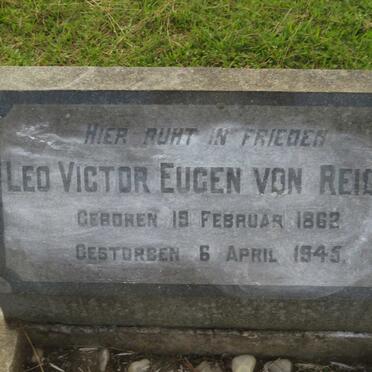 HIER RUHT IN FRIEDEN
LEO VICTOR EUGEN VON
GEBOREN 19 FEBRUAR 1862
GESTORBEN 6 APRIL 1945.